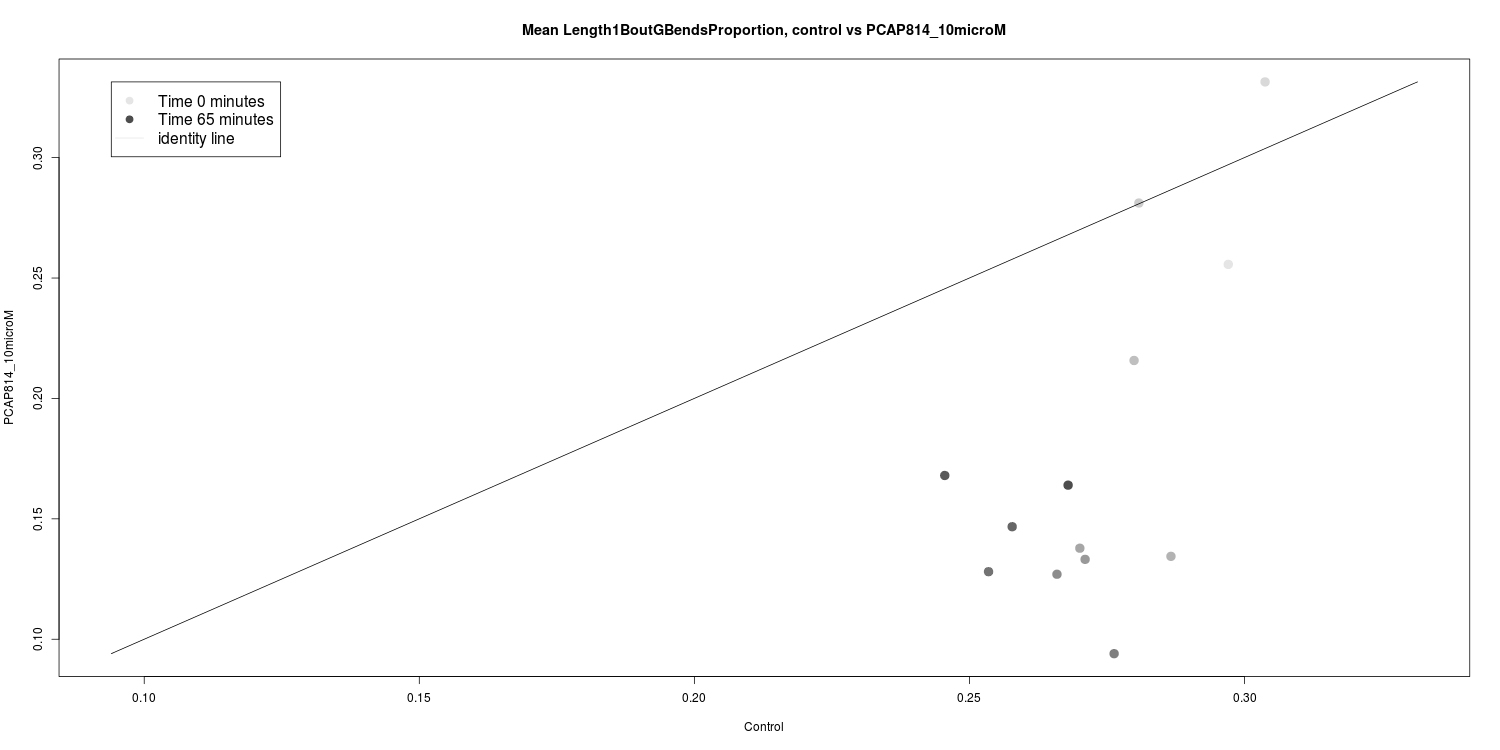 Mean Length1BoutGBendsProportion, control vs PCAP814_10microM
Time 0 minutes
Time 65 minutes
identity line
PCAP814_10microM
0.30
0.25
0.20
0.15
0.10
0.10 0.15 0.20 0.25 0.30
Control